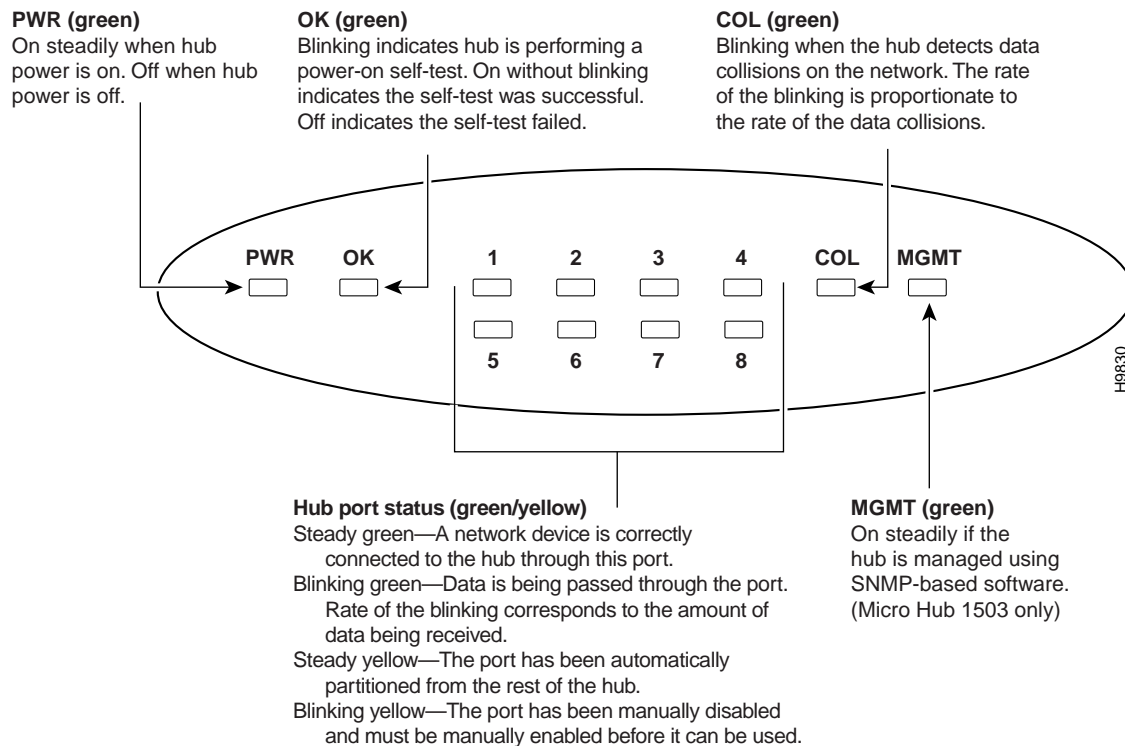 PWR (green)
On steadily when hub
power is on. Off when hub
power is off.
OK (green)
Blinking indicates hub is performing a
power-on self-test. On without blinking
indicates the self-test was successful.
Off indicates the self-test failed.
COL (green)
Blinking when the hub detects data
collisions on the network. The rate
of the blinking is proportionate to
the rate of the data collisions.
PWR OK 1 2 3 4 COL MGMT
5 6 7 8
H9830
Hub port status (green/yellow)
Steady green—A network device is correctly
connected to the hub through this port.
Blinking green—Data is being passed through the port.
Rate of the blinking corresponds to the amount of
data being received.
Steady yellow—The port has been automatically
partitioned from the rest of the hub.
Blinking yellow—The port has been manually disabled
and must be manually enabled before it can be used.
MGMT (green)
On steadily if the
hub is managed using
SNMP-based software.
(Micro Hub 1503 only)